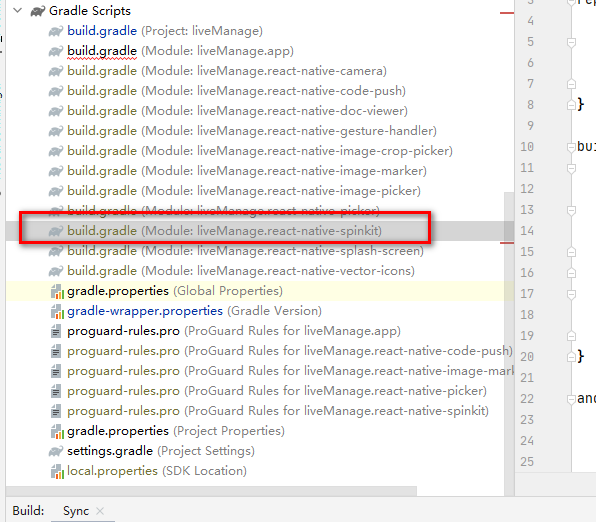 Gradle Scripts
build.gradle (Project: liveManage)
build.gradle (Module: liveManage.app)
build.gradle (Module: liveManage.react-native-camera)
build.gradle (Module: liveManage.react-native-code-push)
build.gradle (Module: liveManage.react-native-doc-viewer)
build.gradle (Module: liveManage.react-native-gesture-handler)
build.gradle (Module: liveManage.react-native-image-crop-picker)
build.gradle (Module: liveManage.react-native-image-marker)
build.gradle (Module: liveManage.react-native-image-picker)
build.gradle (Module: liveManage.react-native-picker)
build.gradle (Module: liveManage.react-native-spinkit)
build.gradle (Module: liveManage.react-native-splash-screen)
build.gradle (Module: liveManage.react-native-vector-icons)
gradle.properties (Global Properties)
gradle-wrapper.properties (Gradle Version)
proguard-rules.pro (ProGuard Rules for liveManage.app)
proguard-rules.pro (ProGuard Rules for liveManage.react-native-code-push)
proguard-rules.pro (ProGuard Rules for liveManage.react-native-image-mar
proguard-rules.pro (ProGuard Rules for liveManage.react-native-picker)
proguard-rules.pro (ProGuard Rules for liveManage.react-native-spinkit)
gradle.properties (Project Properties)
settings.gradle (Project Settings)
local.properties (SDK Location)
Build: Sync
4
5
6
7
8 }
9
10 bui
11
12
13
14
15
16
17
18
19
20 }
21
22 and
23
24
25